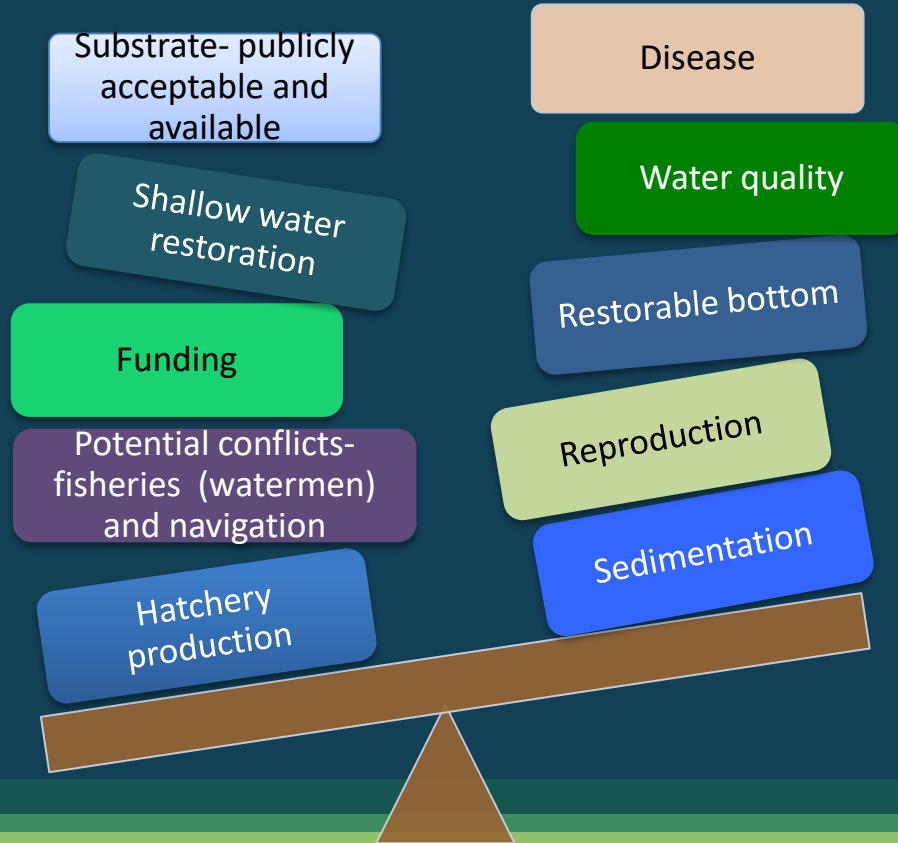 Substrate- publicly
acceptable and
available
Shallow water
restoration
Funding
Potential conflicts-
fisheries (watermen)
and navigation
Hatchery
production
Disease
Water quality
Restorable bottom
Reproduction
Sedimentation